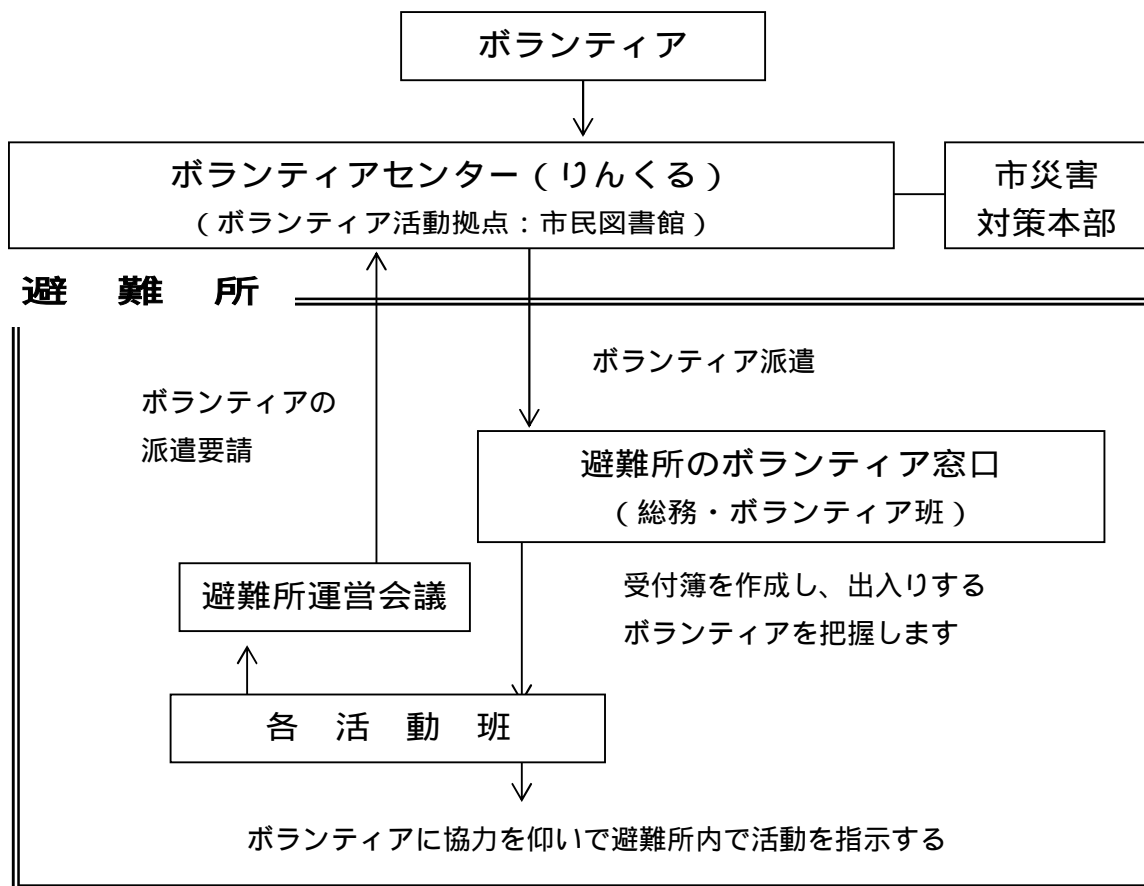 ボランティア
ボランティアセンター(りんくる)
(ボランティア活動拠点:市民図書館)
市災害
対策本部
避難所
ボランティア派遣
ボランティアの
派遣要請
避難所のボランティア窓口
(総務・ボランティア班)
避難所運営会議
受付簿を作成し、出入りする
ボランティアを把握します
各活動班
ボランティアに協力を仰いで避難所内で活動を指示する